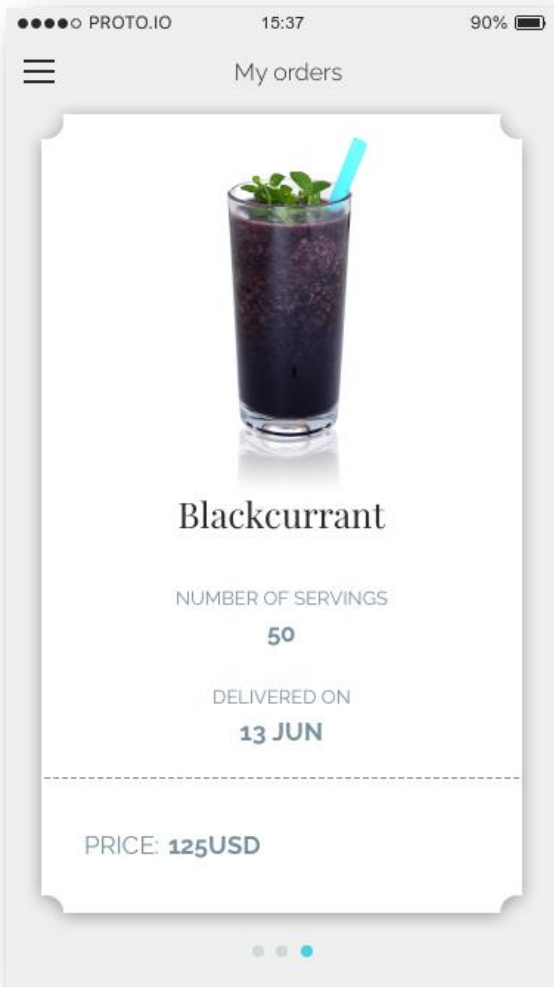 PROTO.IO 15:37 90%
My orders
Blackcurrant
NUMBER OF SERVINGS
50
DELIVERED ON
13 JUN
PRICE: 125USD